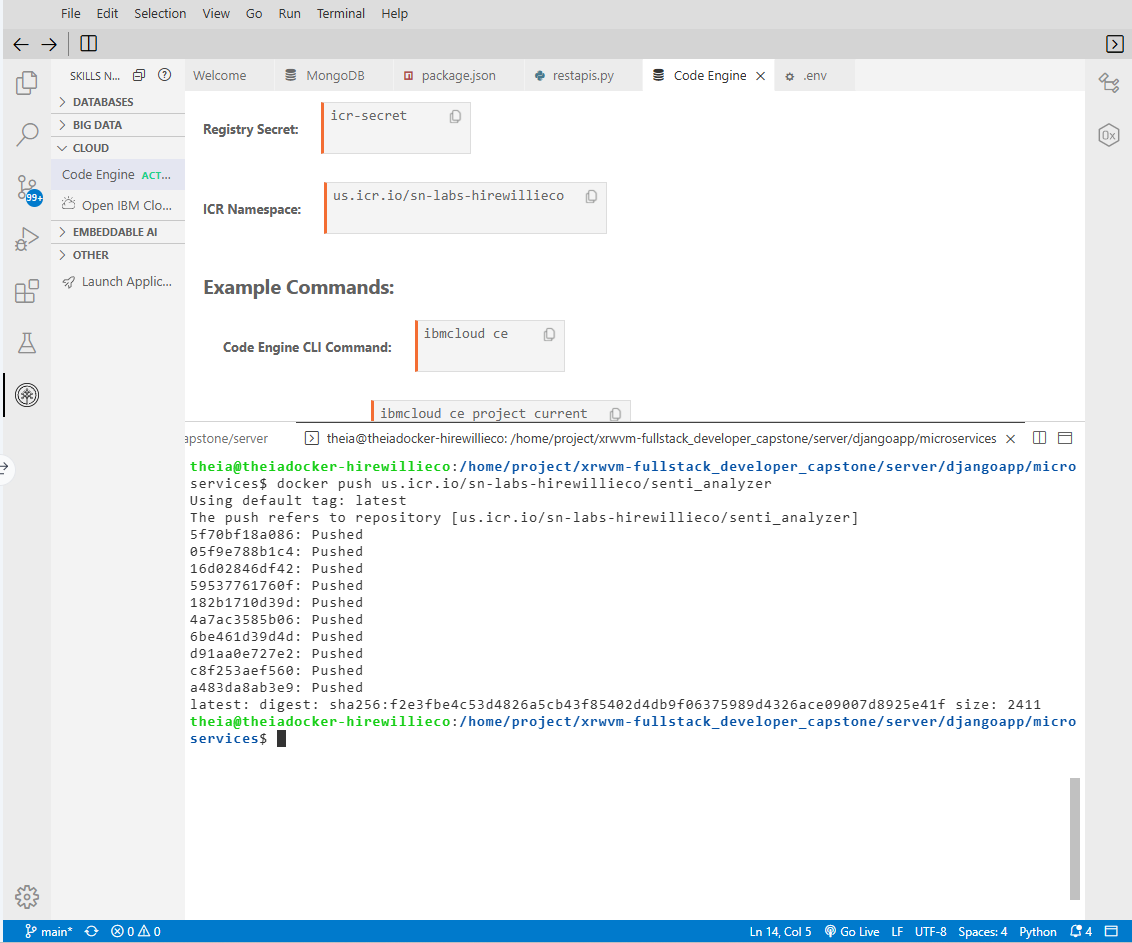 File Edit Selection View Go Run Terminal Help
SKILLS N...
Welcome MongoDB package.json restapis.py Code Engine .env
DATABASES
BIG DATA
CLOUD
Code Engine ACT...
Open IBM Clo...
EMBEDDABLE AI
OTHER
Launch Applic...
99+
Registry Secret: icr-secret
ICR Namespace: us.icr.io/sn-labs-hirewillieco
Example Commands:
Code Engine CLI Command: ibmcloud ce
ibmcloud ce project current
0x
apstone/server theia@theiadocker-hirewillieco: /home/project/xrwvm-fullstack_developer_capstone/server/djangoapp/microservices
theia@theiadocker-hirewillieco:/home/project/xrwvm-fullstack_developer_capstone/server/djangoapp/micro
services$ docker push us.icr.io/sn-labs-hirewillieco/senti_analyzer
Using default tag: latest
The push refers to repository [us.icr.io/sn-labs-hirewillieco/senti_analyzer]
5f70bf18a086: Pushed
05f9e788b1c4: Pushed
16d02846df42: Pushed
59537761760f: Pushed
182b1710d39d: Pushed
4a7ac3585b06: Pushed
6be461d39d4d: Pushed
d91aa0e727e2: Pushed
c8f253aef560: Pushed
a483da8ab3e9: Pushed
latest: digest: sha256:f2e3fbe4c53d4826a5cb43f85402d4db9f06375989d4326ace09007d8925e41f size: 2411
theia@theiadocker-hirewillieco:/home/project/xrwvm-fullstack_developer_capstone/server/djangoapp/micro
services$
main* 0 0 Ln 14, Col 5 Go Live LF UTF-8 Spaces: 4 Python 4